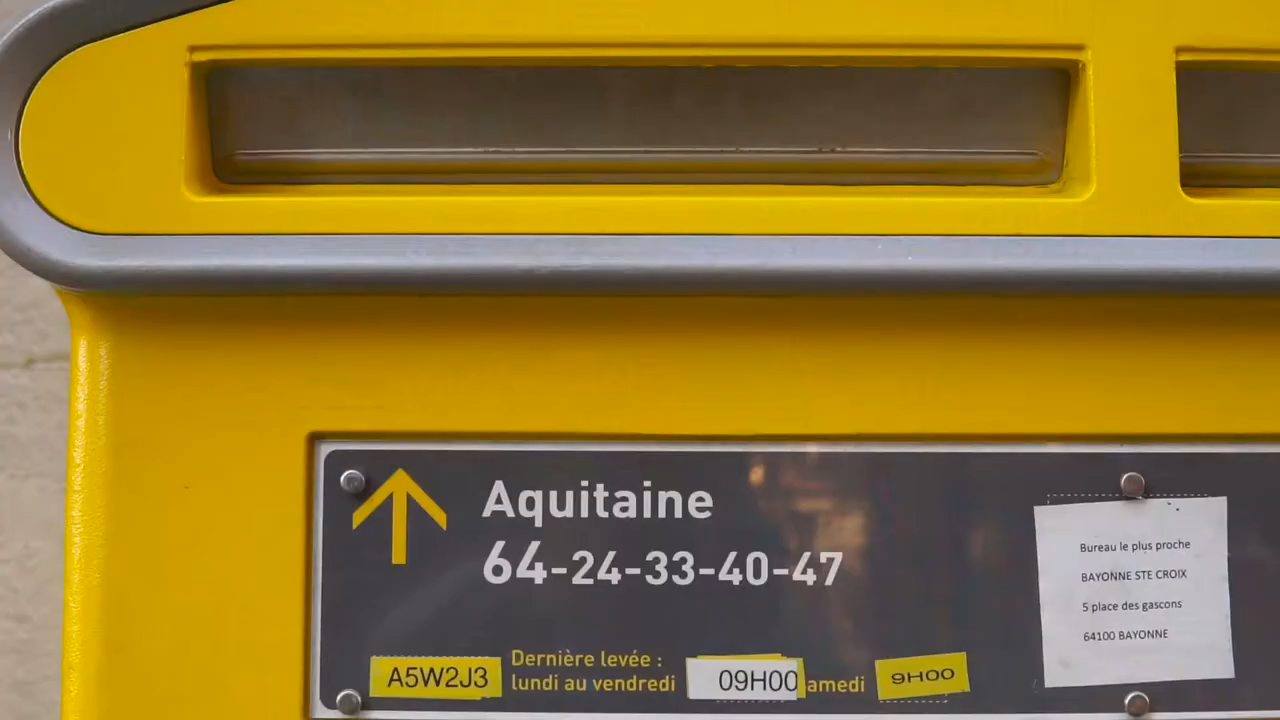 Aquitaine
64-24-33-40-47
A5W2J3
Dernière levée :
lundi au vendredi 09H00 amedi 9H00
Bureau le plus proche
BAYONNE STE CROIX
5 place des gascons
64100 BAYONNE